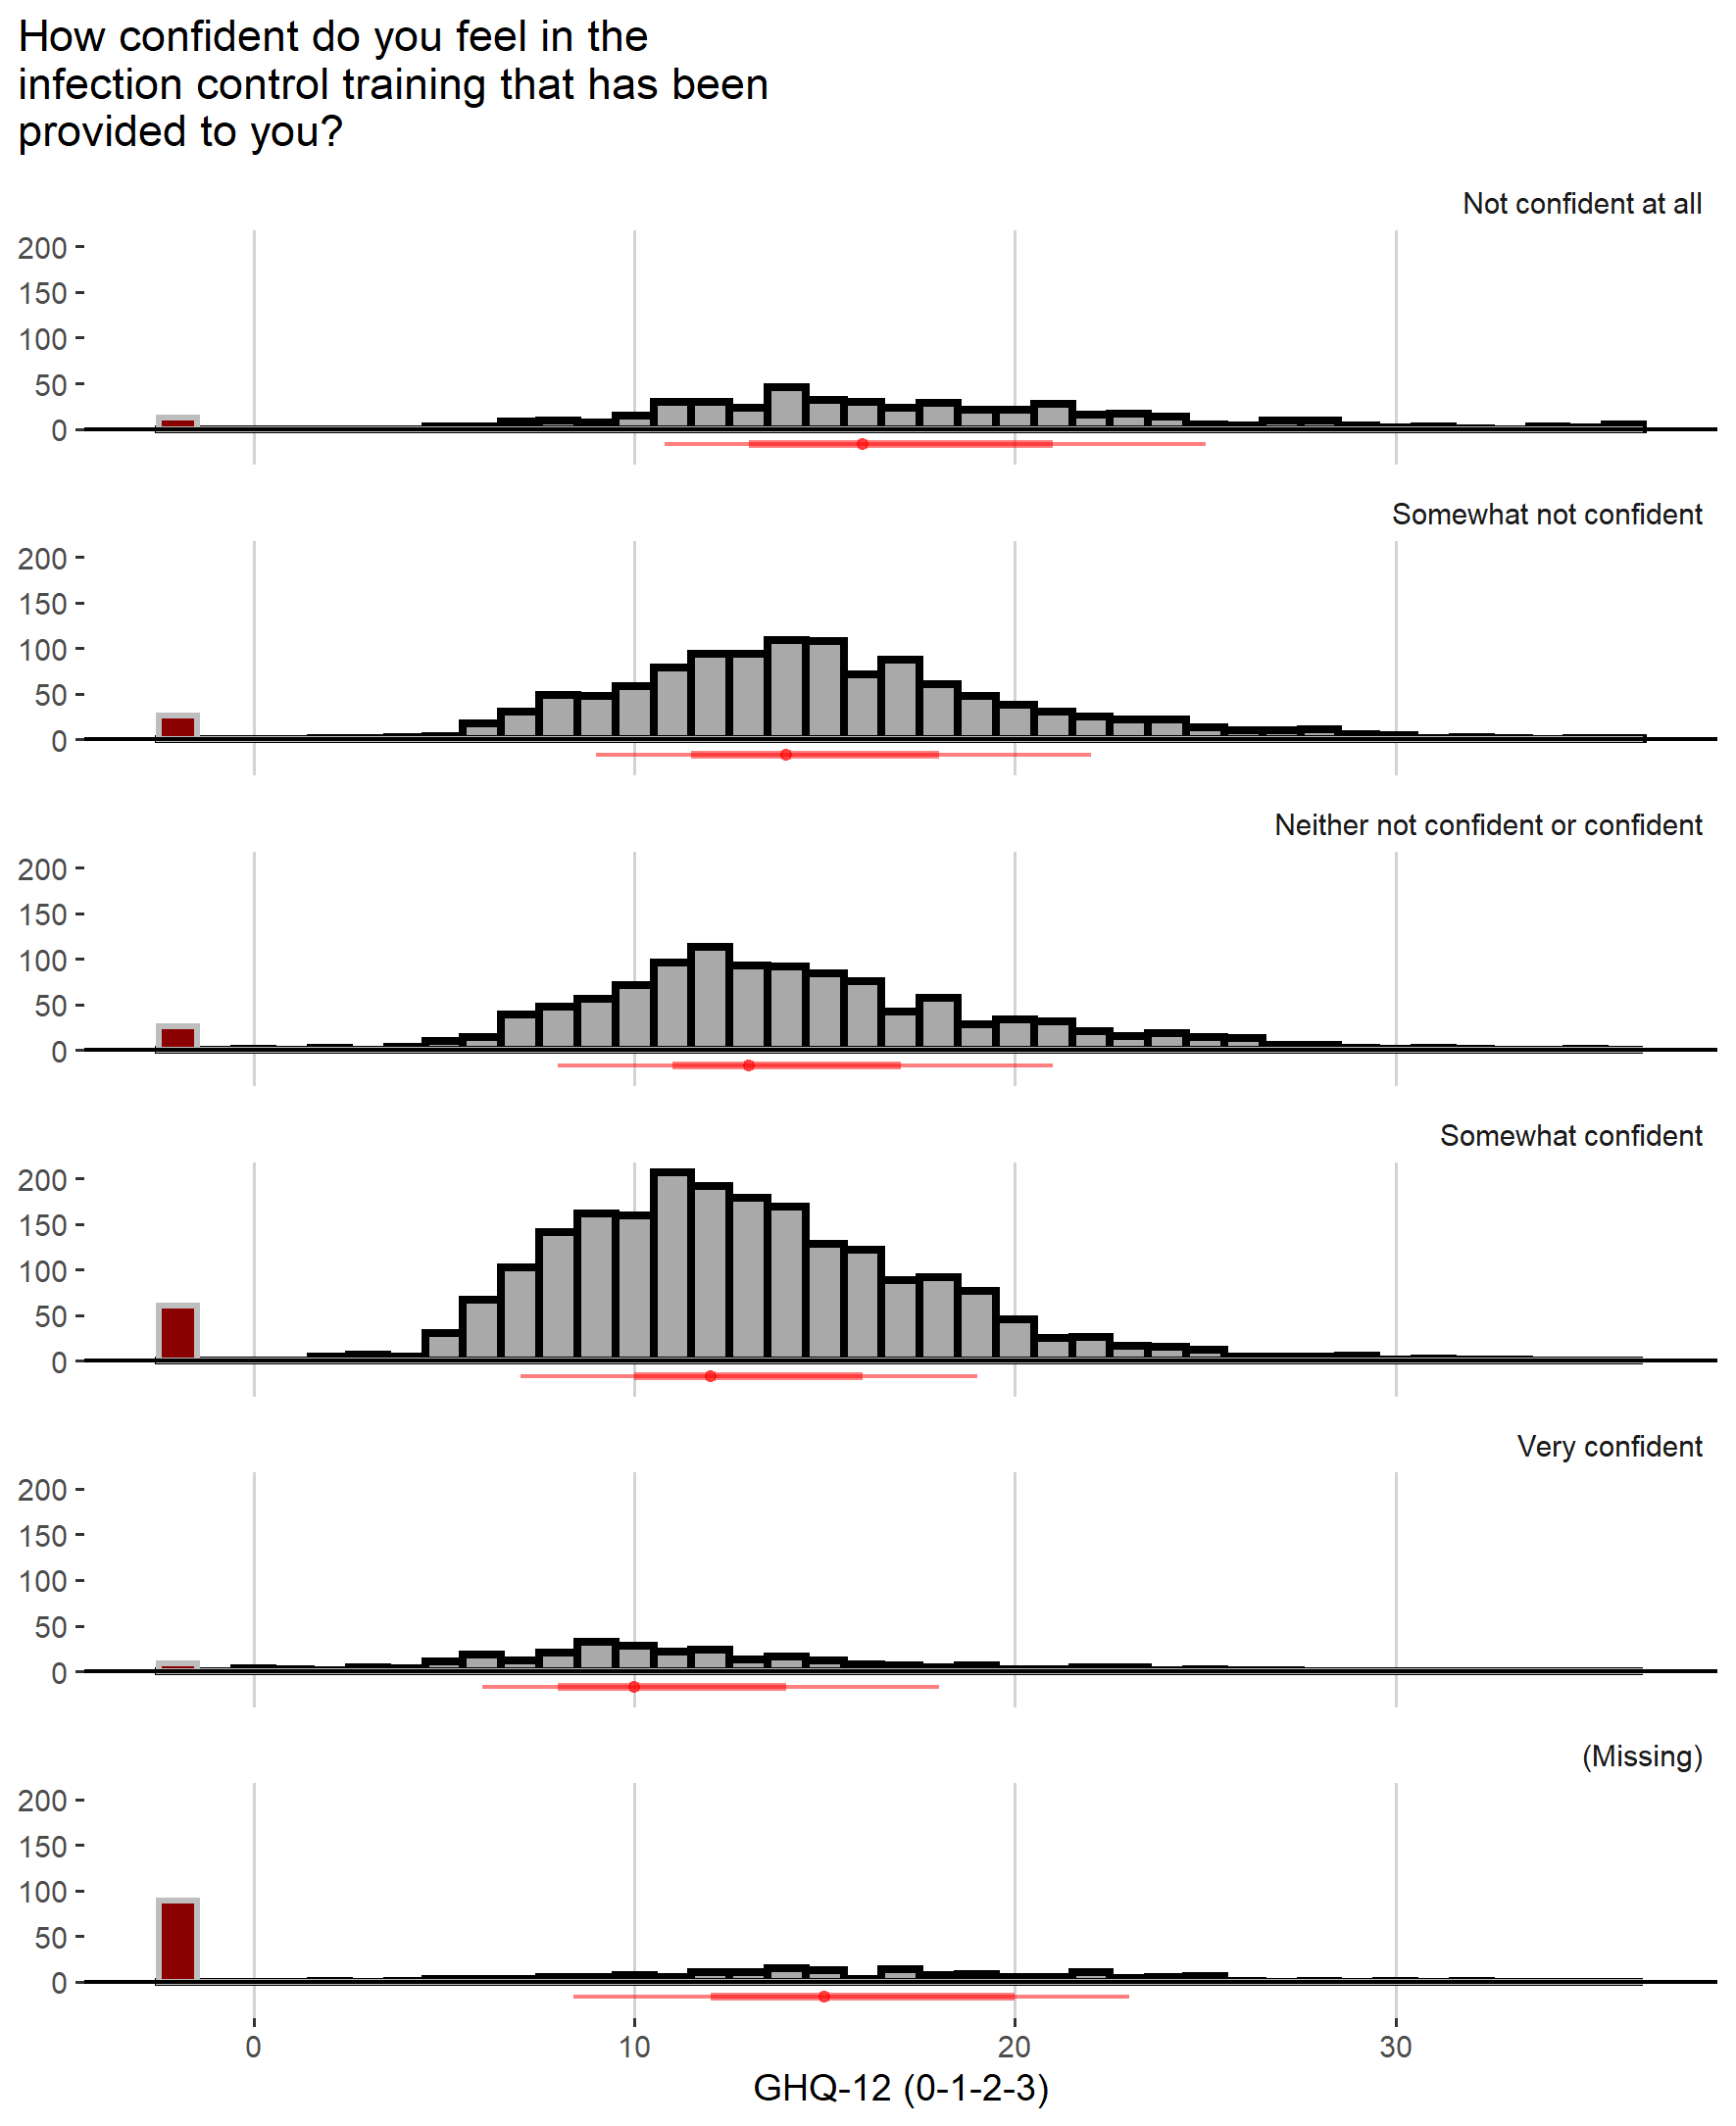 How confident do you feel in the
infection control training that has been
provided to you?
Not confident at all
200
150
100
50
0
Somewhat not confident
200
150
100
50
0
Neither not confident or confident
200
150
100
50
0
Somewhat confident
200
150
100
50
0
Very confident
200
150
100
50
0
(Missing)
200
150
100
50
0
0 10 20 30
GHQ-12 (0-1-2-3)